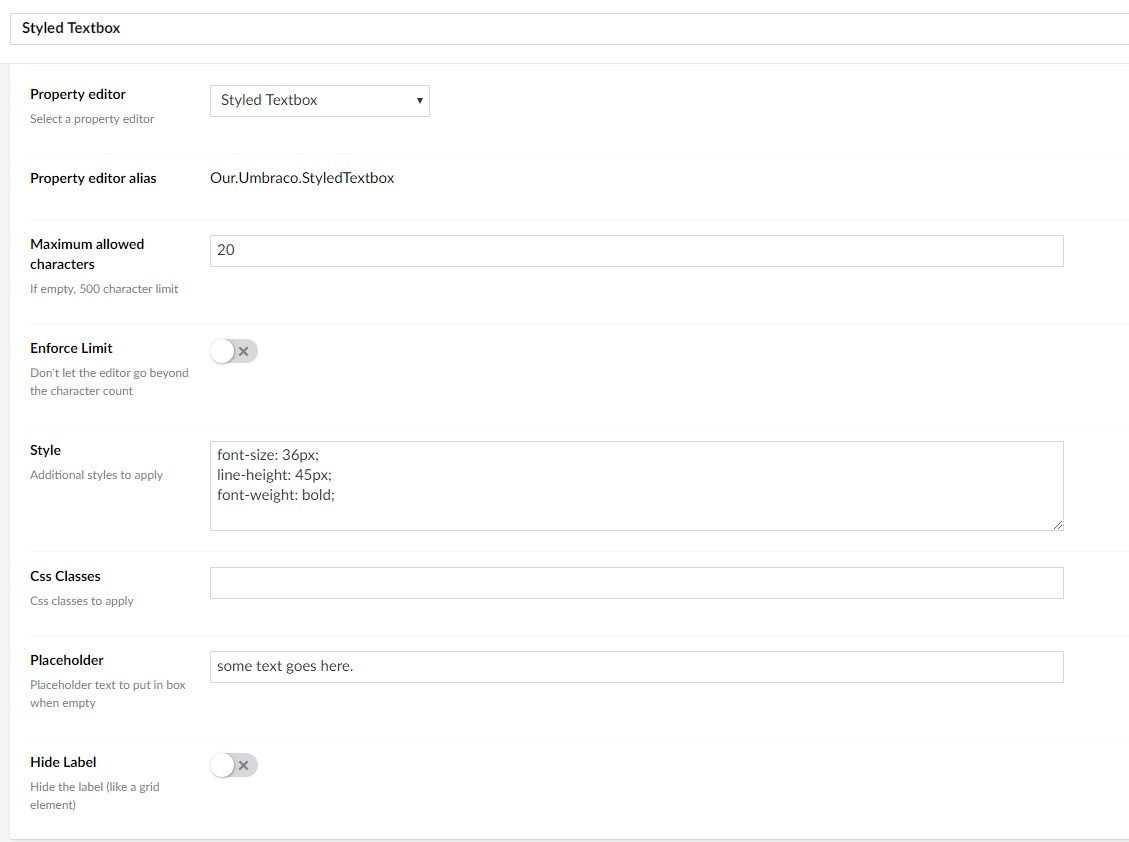 Styled Textbox
Property editor
Select a property editor
Styled Textbox
Property editor alias
Our.Umbraco.StyledTextbox
Maximum allowed
characters
If empty, 500 character limit
20
Enforce Limit
Don't let the editor go beyond
the character count
Style
Additional styles to apply
font-size: 36px;
line-height: 45px;
font-weight: bold;
Css Classes
Css classes to apply
Placeholder
Placeholder text to put in box
when empty
some text goes here.
Hide Label
Hide the label (like a grid
element)